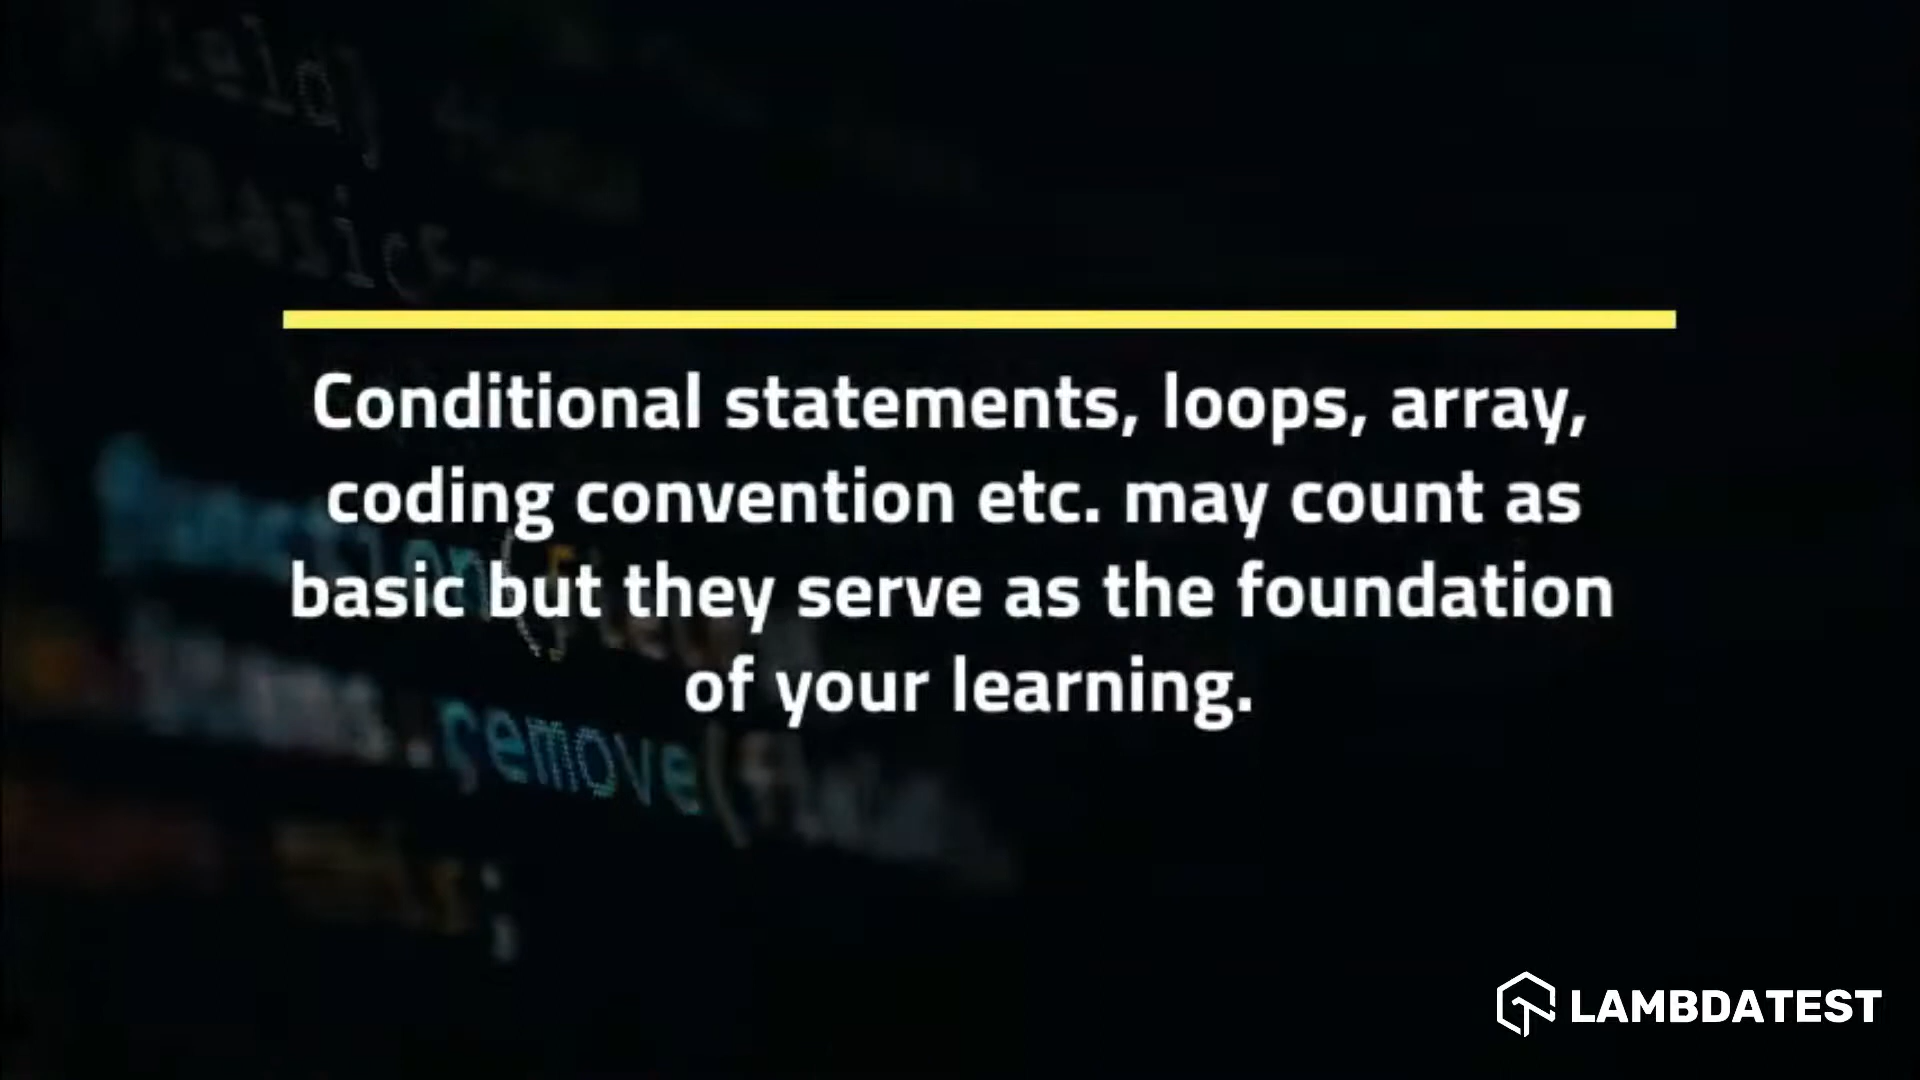 Conditional statements, loops, array,
coding convention etc. may count as
basic but they serve as the foundation
of your learning.
.remove(
LAMBDATEST